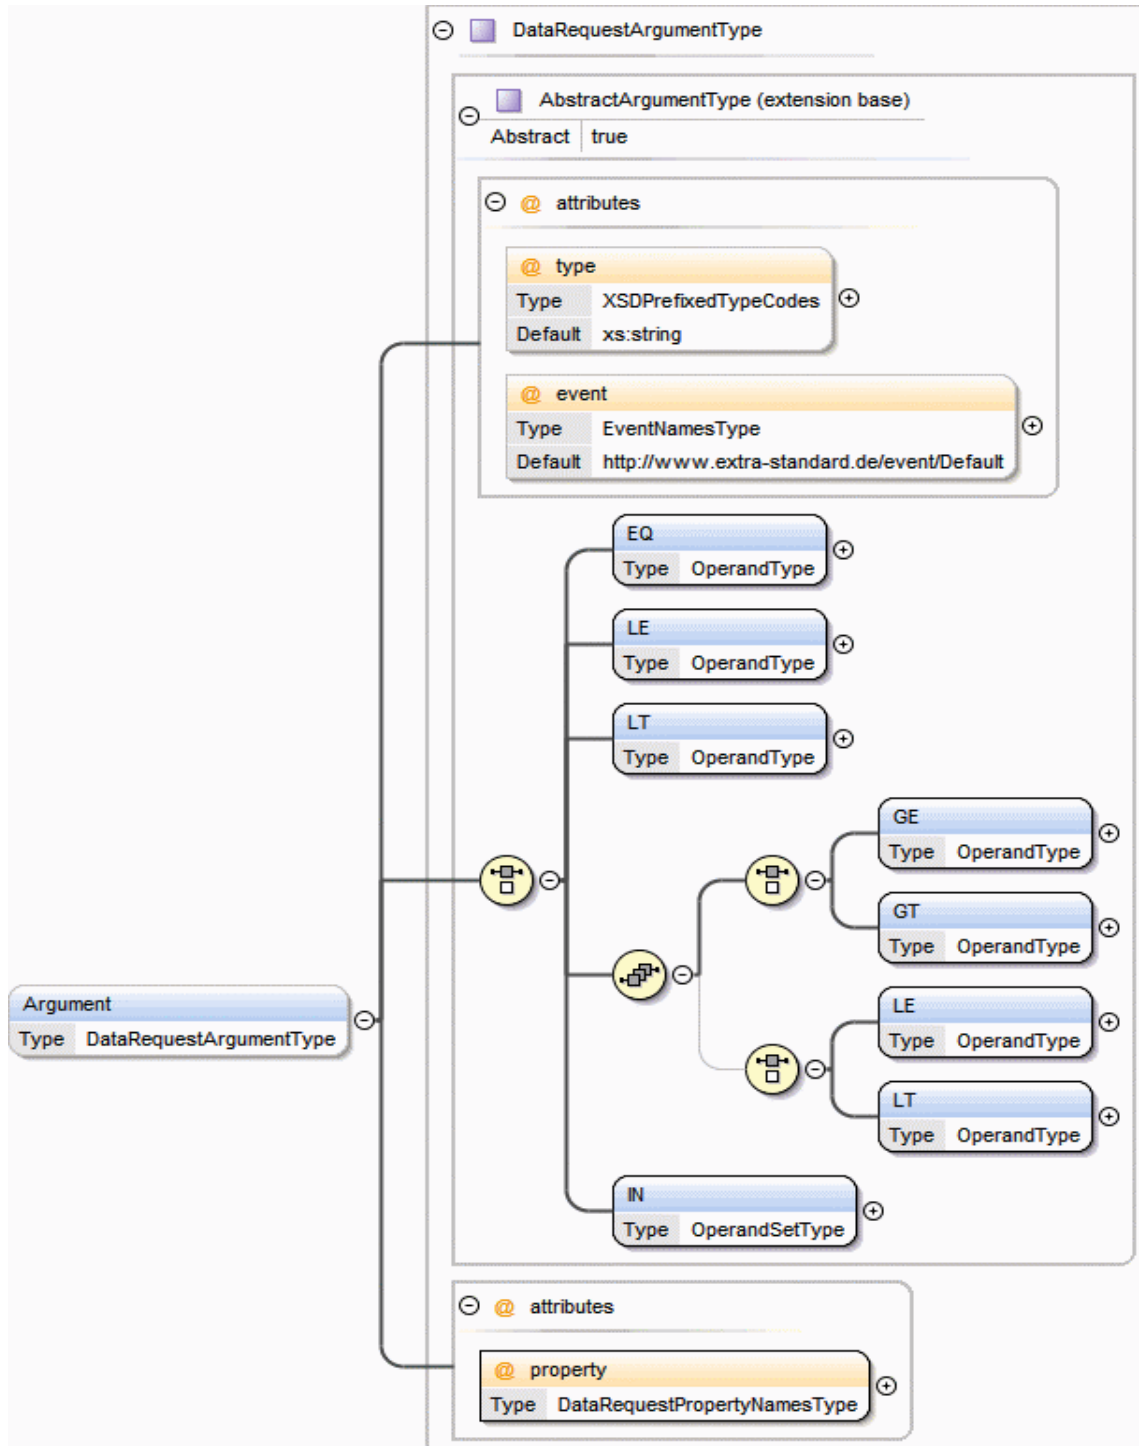 DataRequestArgumentType
AbstractArgumentType (extension base)
Abstract true
@ attributes
@ type
Type XSDPrefixedTypeCodes
Default xs:string
@ event
Type EventNamesType
Default http://www.extra-standard.de/event/Default
EQ
Type OperandType
LE
Type OperandType
LT
Type OperandType
GE
Type OperandType
GT
Type OperandType
Argument
Type DataRequestArgumentType
LE
Type OperandType
LT
Type OperandType
IN
Type OperandSetType
@ attributes
@ property
Type DataRequestPropertyNamesType